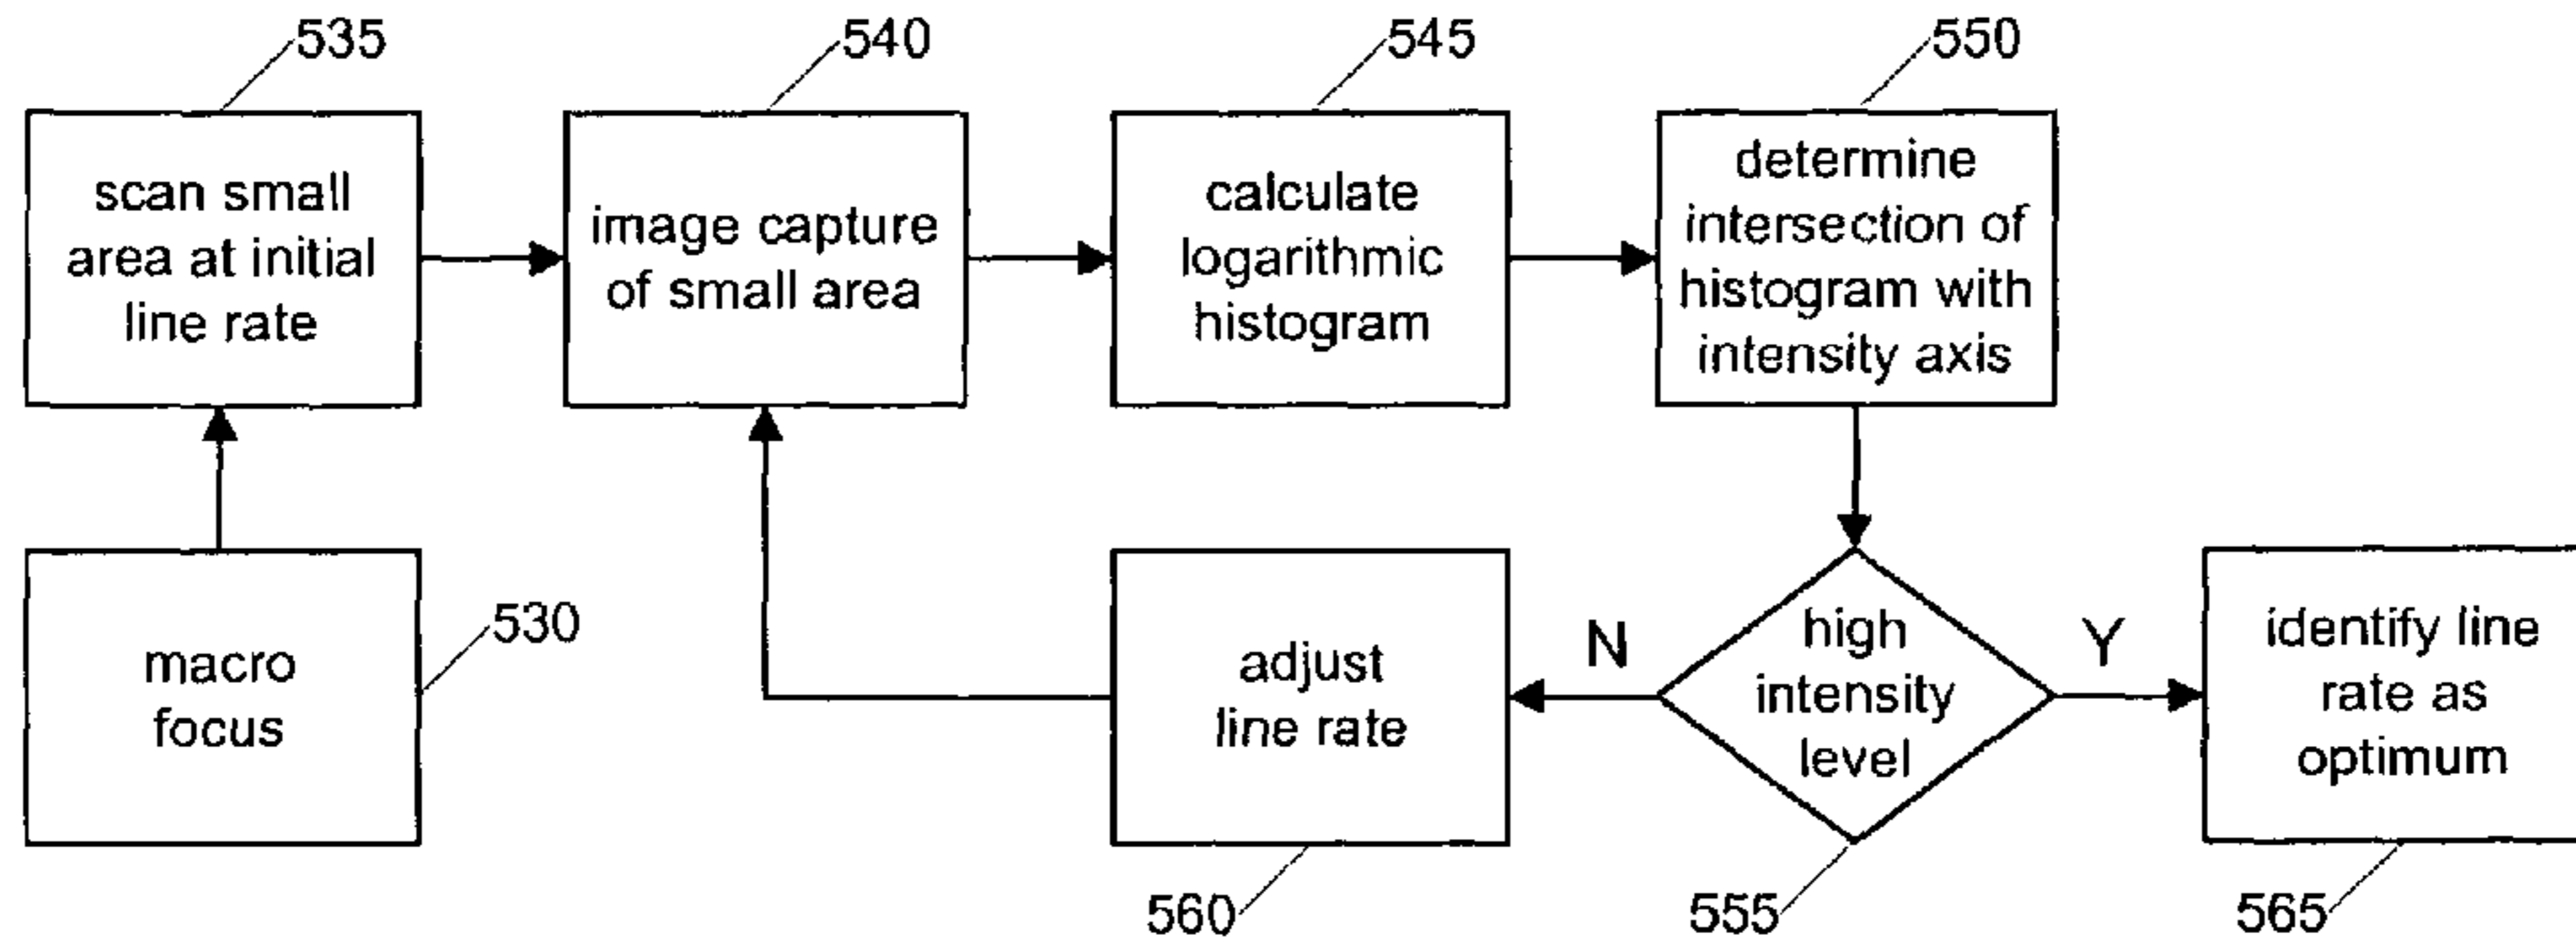 535
540
545
550
scan small
area at initial
line rate
image capture
of small area
calculate
logarithmic
histogram
determine
intersection of
histogram with
intensity axis
macro
focus
530
adjust
line rate
N
high
intensity
level
Y
identify line
rate as
optimum
560
555
565